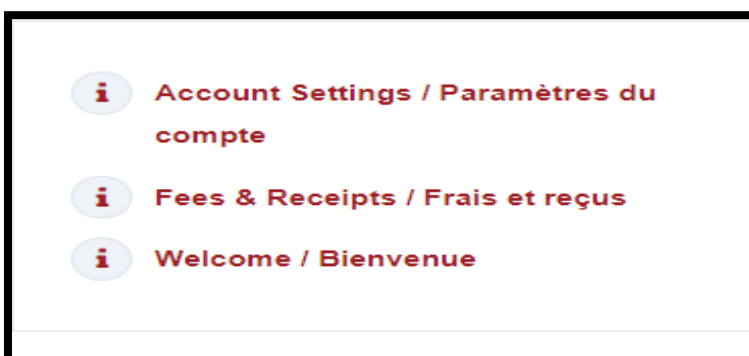 i Account Settings / Paramètres du
compte
i Fees & Receipts / Frais et reçus
i Welcome / Bienvenue